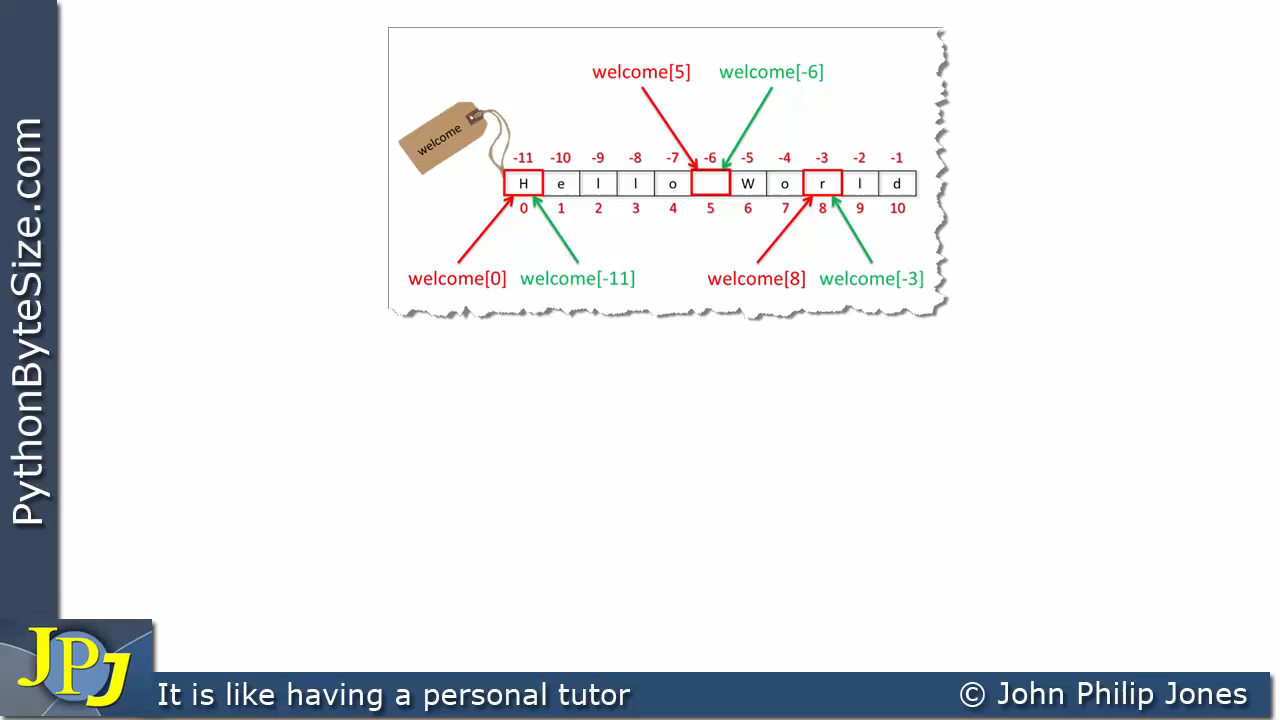 PythonByteSize.com
welcome[5] welcome[-6]
welcome
-11 -10 -9 -8 -7 -6 -5 -4 -3 -2 -1
H e l l o W o r l d
0 1 2 3 4 5 6 7 8 9 10
welcome[0] welcome[-11] welcome[8] welcome[-3]
JPJ
It is like having a personal tutor
© John Philip Jones